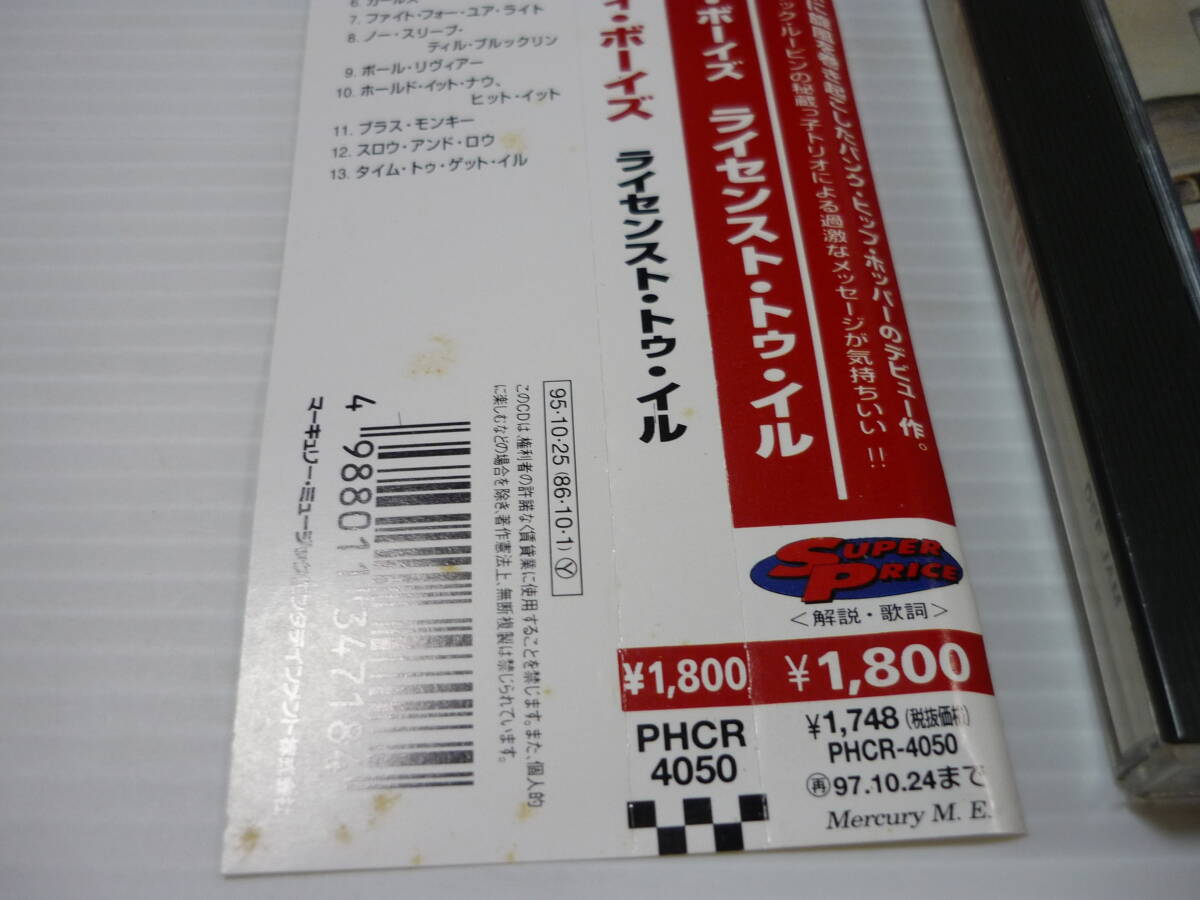 6. ガールズ
7. ファイト・フォー・ユア・ライト
8. ノー・スリープ・
ティル・ブルックリン
9. ポール・リヴィアー
10. ホールド・イット・ナウ、
ヒット・イット
11. ブラス・モンキー
12. スロウ・アンド・ロウ
13. タイム・トゥ・ゲット・イル
4 988011 347184
マーキュリー・ミュージックエンタテインメント株式会社
95・10・25 (86・10・1) Ⓨ
このCDは、権利者の許諾なく賃貸業に使用することを禁じます。また、個人的
に楽しむなどの場合を除き、著作権法上、無断複製は禁じられています。
ィ・ボーイズ ライセンスト・トゥ・イル
¥1,800
PHCR
4050
・ボーイズ ライセンスト・トゥ・イル
に旋風を巻き起こしたパンク・ヒップ・ホッパーのデビュー作。
ック・ルービンの秘蔵っ子トリオによる過激なメッセージが気持ちいい!!
SUPER
PRICE
<解説・歌詞>
¥1,800
¥1,748 (税抜価格)
PHCR-4050
再 97.10.24まで
Mercury M. E.